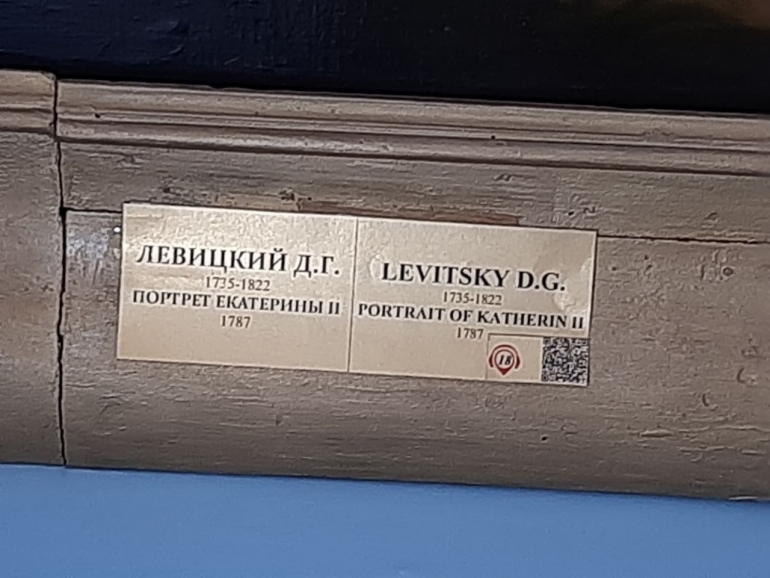 ЛЕВИЦКИЙ Д.Г.
1735-1822
ПОРТРЕТ ЕКАТЕРИНЫ II
1787
LEVITSKY D.G.
1735-1822
PORTRAIT OF KATHERIN II
1787
18